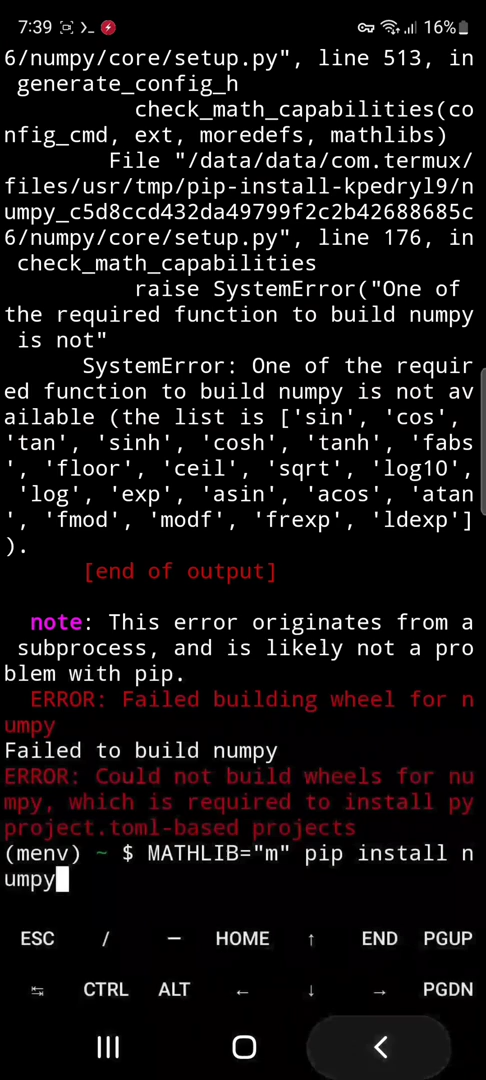 7:39
16%
6/numpy/core/setup.py", line 513, in
generate_config_h
check_math_capabilities(co
nfig_cmd, ext, moredefs, mathlibs)
File "/data/data/com.termux/
files/usr/tmp/pip-install-kpedryl9/n
umpy_c5d8ccd432da49799f2c2b42688685c
6/numpy/core/setup.py", line 176, in
check_math_capabilities
raise SystemError("One of
the required function to build numpy
is not"
SystemError: One of the requir
ed function to build numpy is not av
ailable (the list is ['sin', 'cos',
'tan', 'sinh', 'cosh', 'tanh', 'fabs
', 'floor', 'ceil', 'sqrt', 'log10',
'log', 'exp', 'asin', 'acos', 'atan
', 'fmod', 'modf', 'frexp', 'ldexp']
).
[end of output]
note: This error originates from a
subprocess, and is likely not a pro
blem with pip.
ERROR: Failed building wheel for n
umpy
Failed to build numpy
ERROR: Could not build wheels for nu
mpy, which is required to install py
project.toml-based projects
(menv) ~ $ MATHLIB="m" pip install n
umpy
ESC / – HOME ↑ END PGUP
↹ CTRL ALT ← ↓ → PGDN